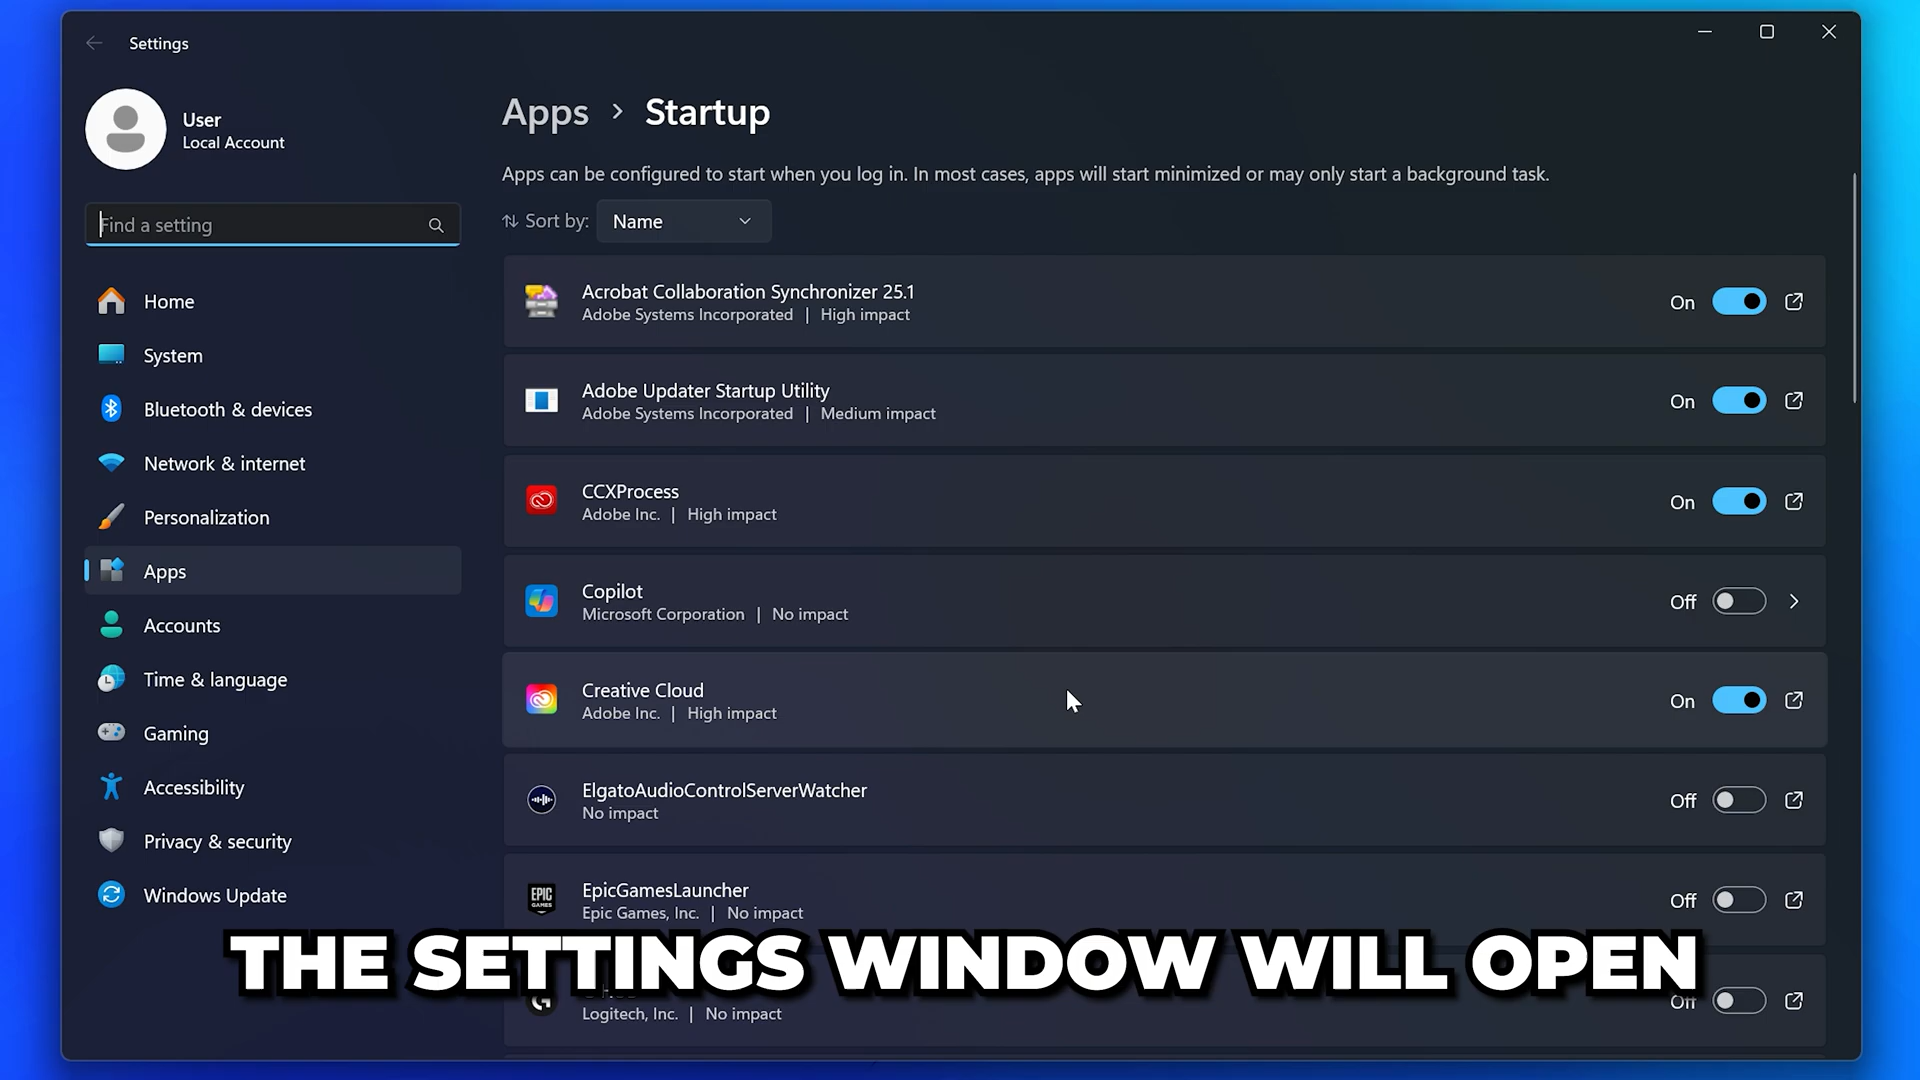 Settings
User
Local Account
Find a setting
Home
System
Bluetooth & devices
Network & internet
Personalization
Apps
Accounts
Time & language
Gaming
Accessibility
Privacy & security
Windows Update
Apps > Startup
Apps can be configured to start when you log in. In most cases, apps will start minimized or may only start a background task.
Sort by: Name
Acrobat Collaboration Synchronizer 25.1
Adobe Systems Incorporated | High impact
On
Adobe Updater Startup Utility
Adobe Systems Incorporated | Medium impact
On
CCXProcess
Adobe Inc. | High impact
On
Copilot
Microsoft Corporation | No impact
Off
Creative Cloud
Adobe Inc. | High impact
On
ElgatoAudioControlServerWatcher
No impact
Off
EPIC GAMES
EpicGamesLauncher
Epic Games, Inc. | No impact
Off
THE SETTINGS WINDOW WILL OPEN
Logitech, Inc. | No impact
Off